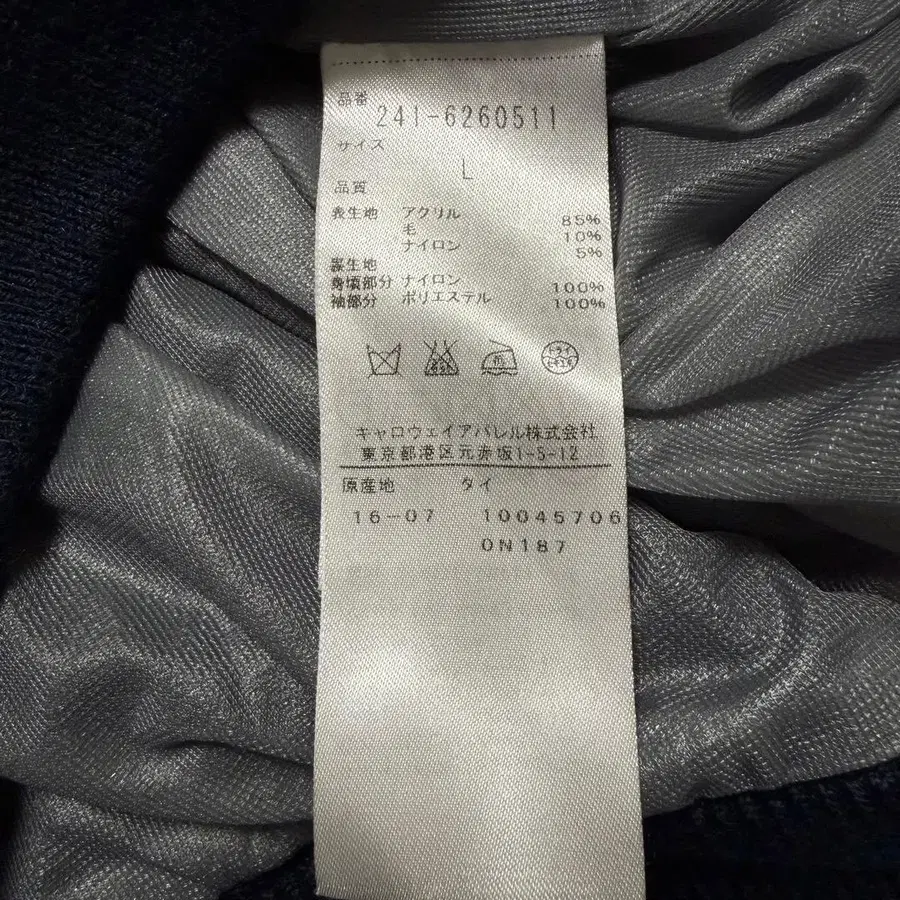 品番
241-6260511
サイズ
L
品質
表生地 アクリル 85%
毛 10%
ナイロン 5%
裏生地
身頃部分 ナイロン 100%
袖部分 ポリエステル 100%
キャロウェイアパレル株式会社
東京都港区元赤坂1-5-12
原産地 タイ
16-07 10045706
0N187